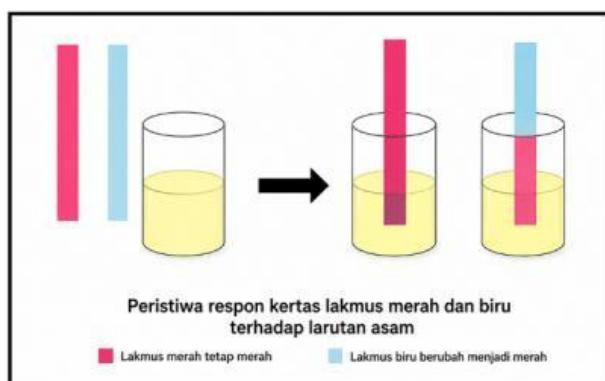 Peristiwa respon kertas lakmus merah dan biru
terhadap larutan asam
Lakmus merah tetap merah
Lakmus biru berubah menjadi merah